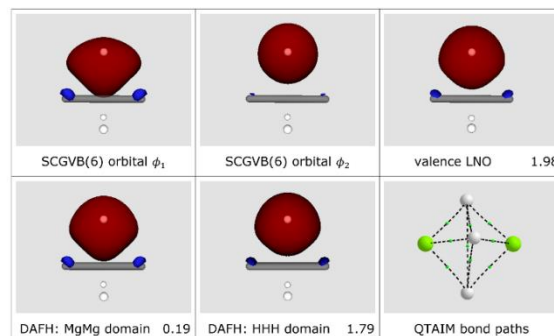 SCGVB(6) orbital ϕ₁
SCGVB(6) orbital ϕ₂
valence LNO 1.98
DAFH: MgMg domain 0.19
DAFH: HHH domain 1.79
QTAIM bond paths